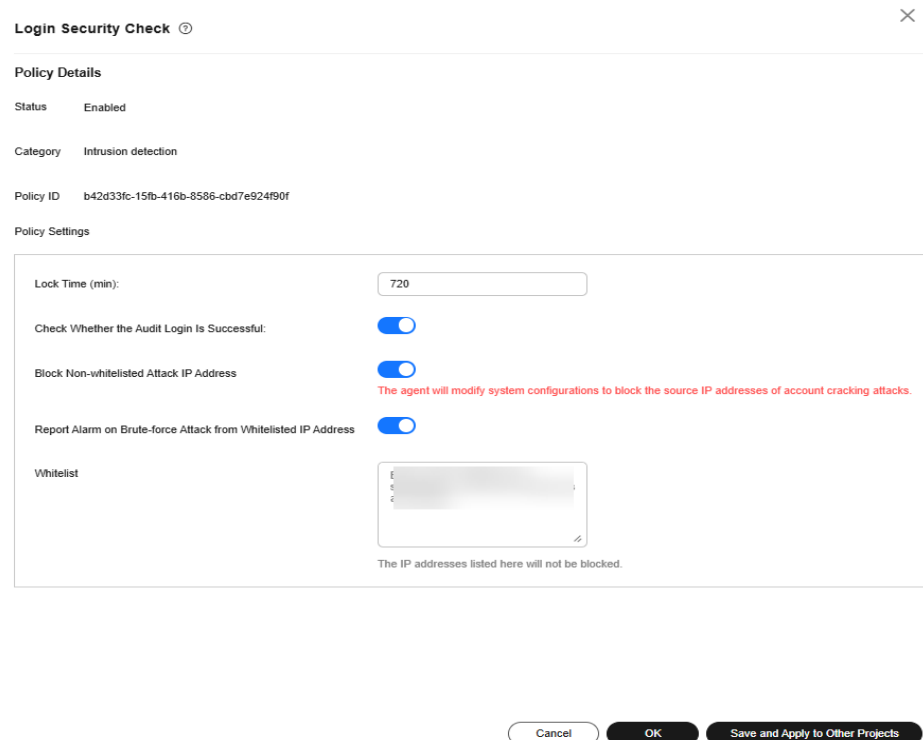 Login Security Check ?
Policy Details
Status Enabled
Category Intrusion detection
Policy ID b42d33fc-15fb-416b-8586-cbd7e924f90f
Policy Settings
Lock Time (min): 720
Check Whether the Audit Login Is Successful:
Block Non-whitelisted Attack IP Address
The agent will modify system configurations to block the source IP addresses of account cracking attacks.
Report Alarm on Brute-force Attack from Whitelisted IP Address
Whitelist
The IP addresses listed here will not be blocked.
Cancel OK Save and Apply to Other Projects